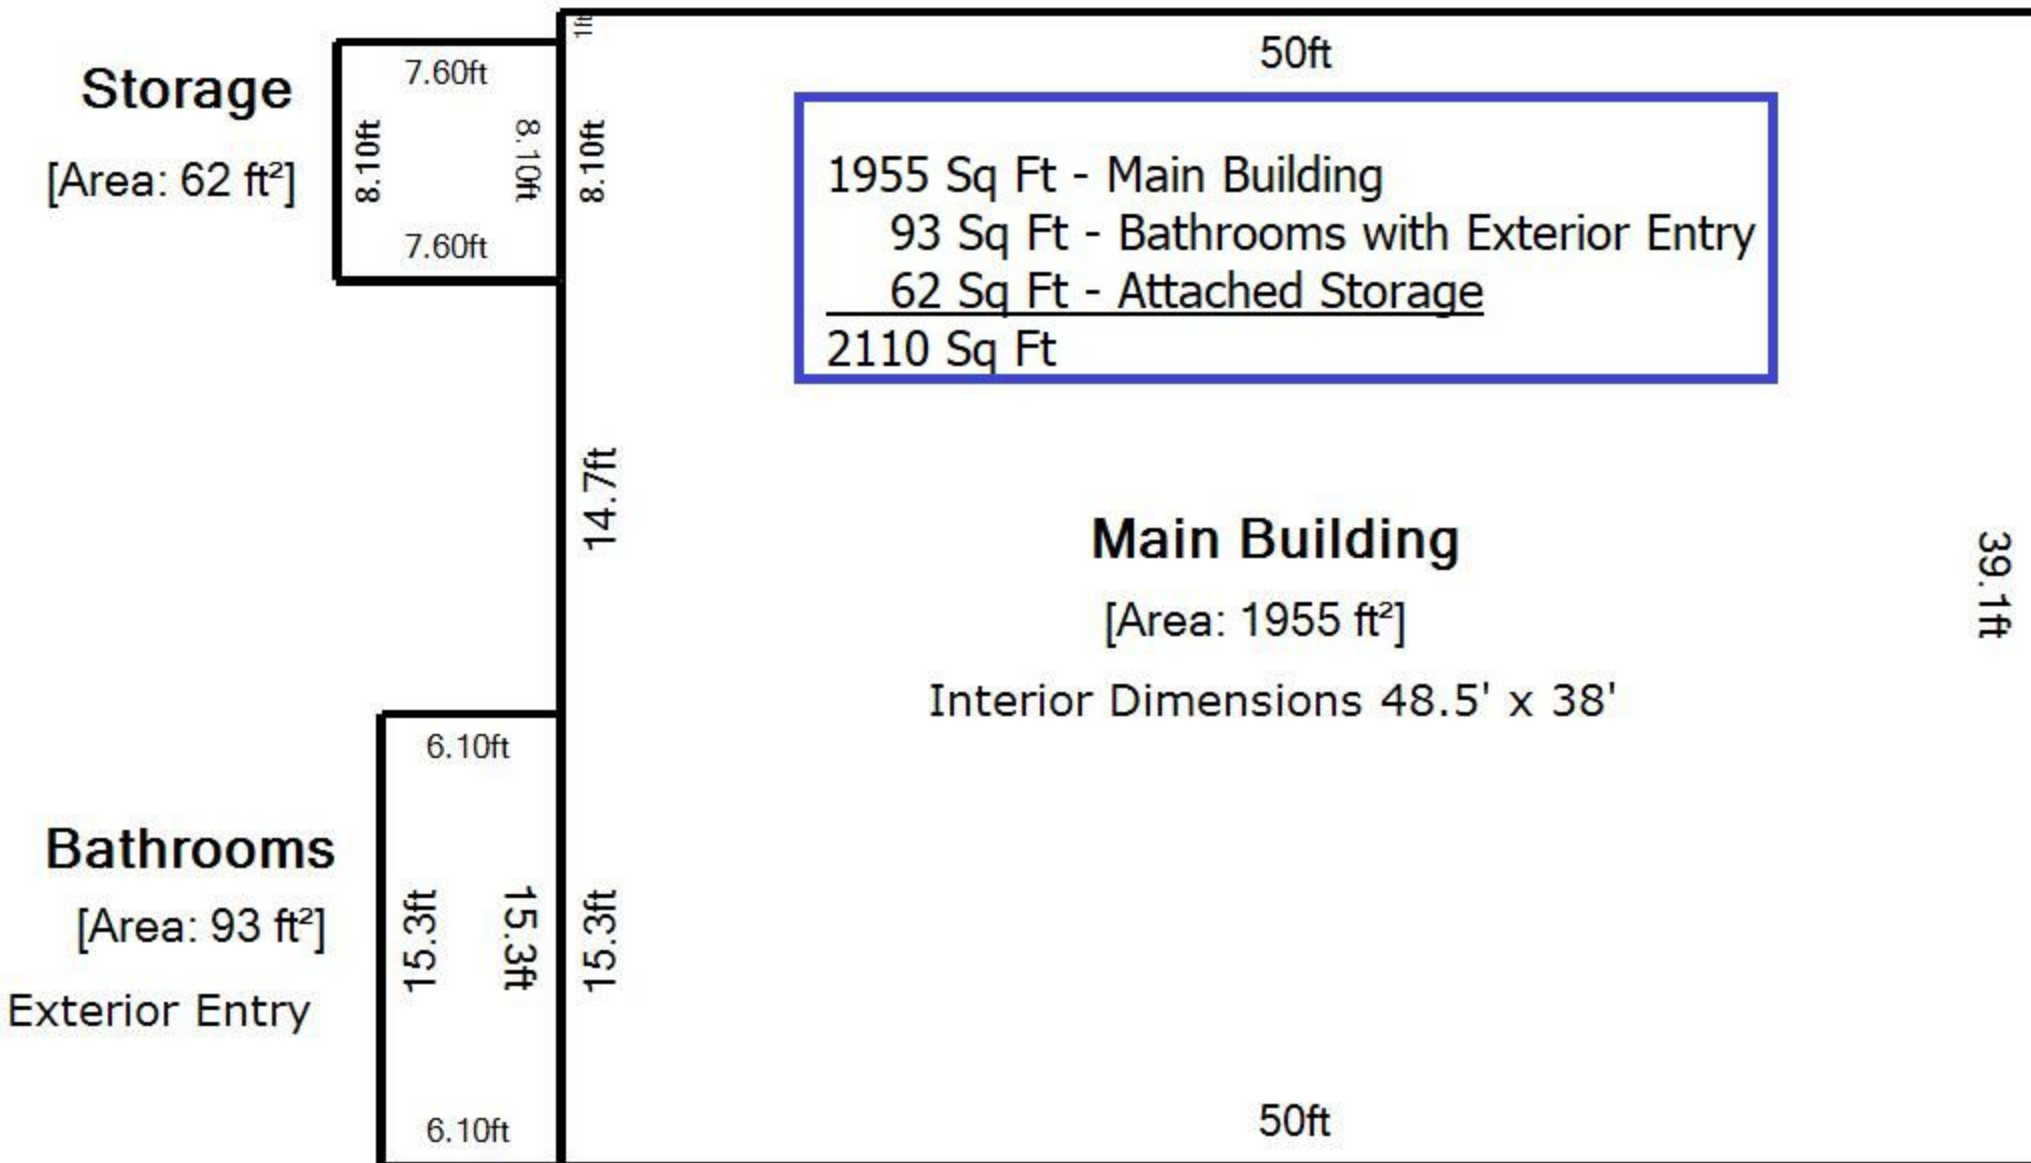 1ft
50ft
Storage
[Area: 62 ft²]
7.60ft
8.10ft
8.10ft
8.10ft
7.60ft
1955 Sq Ft - Main Building
93 Sq Ft - Bathrooms with Exterior Entry
62 Sq Ft - Attached Storage
2110 Sq Ft
14.7ft
Main Building
[Area: 1955 ft²]
Interior Dimensions 48.5' x 38'
39.1ft
6.10ft
Bathrooms
[Area: 93 ft²]
Exterior Entry
15.3ft
15.3ft
15.3ft
6.10ft
50ft